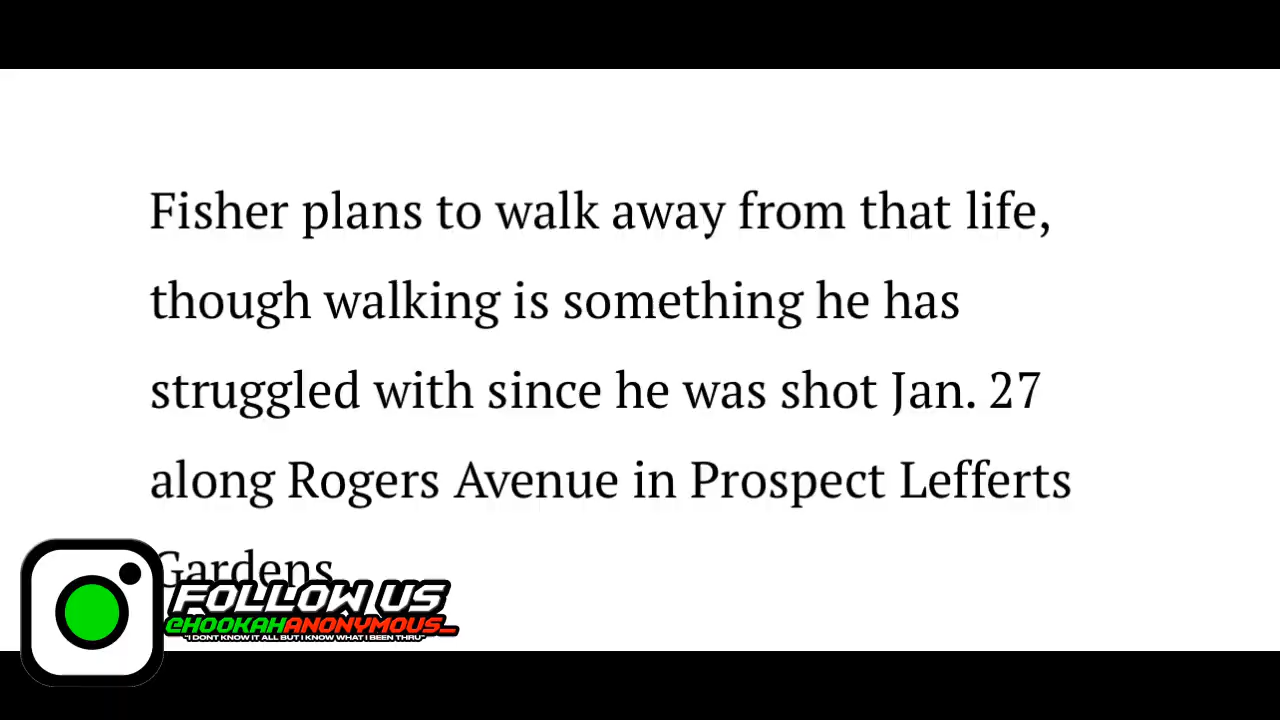 Fisher plans to walk away from that life,
though walking is something he has
struggled with since he was shot Jan. 27
along Rogers Avenue in Prospect Lefferts
Gardens
FOLLOW US
@HOOKAHANONYMOUS_
"I DONT KNOW IT ALL BUT I KNOW WHAT I BEEN THRU"